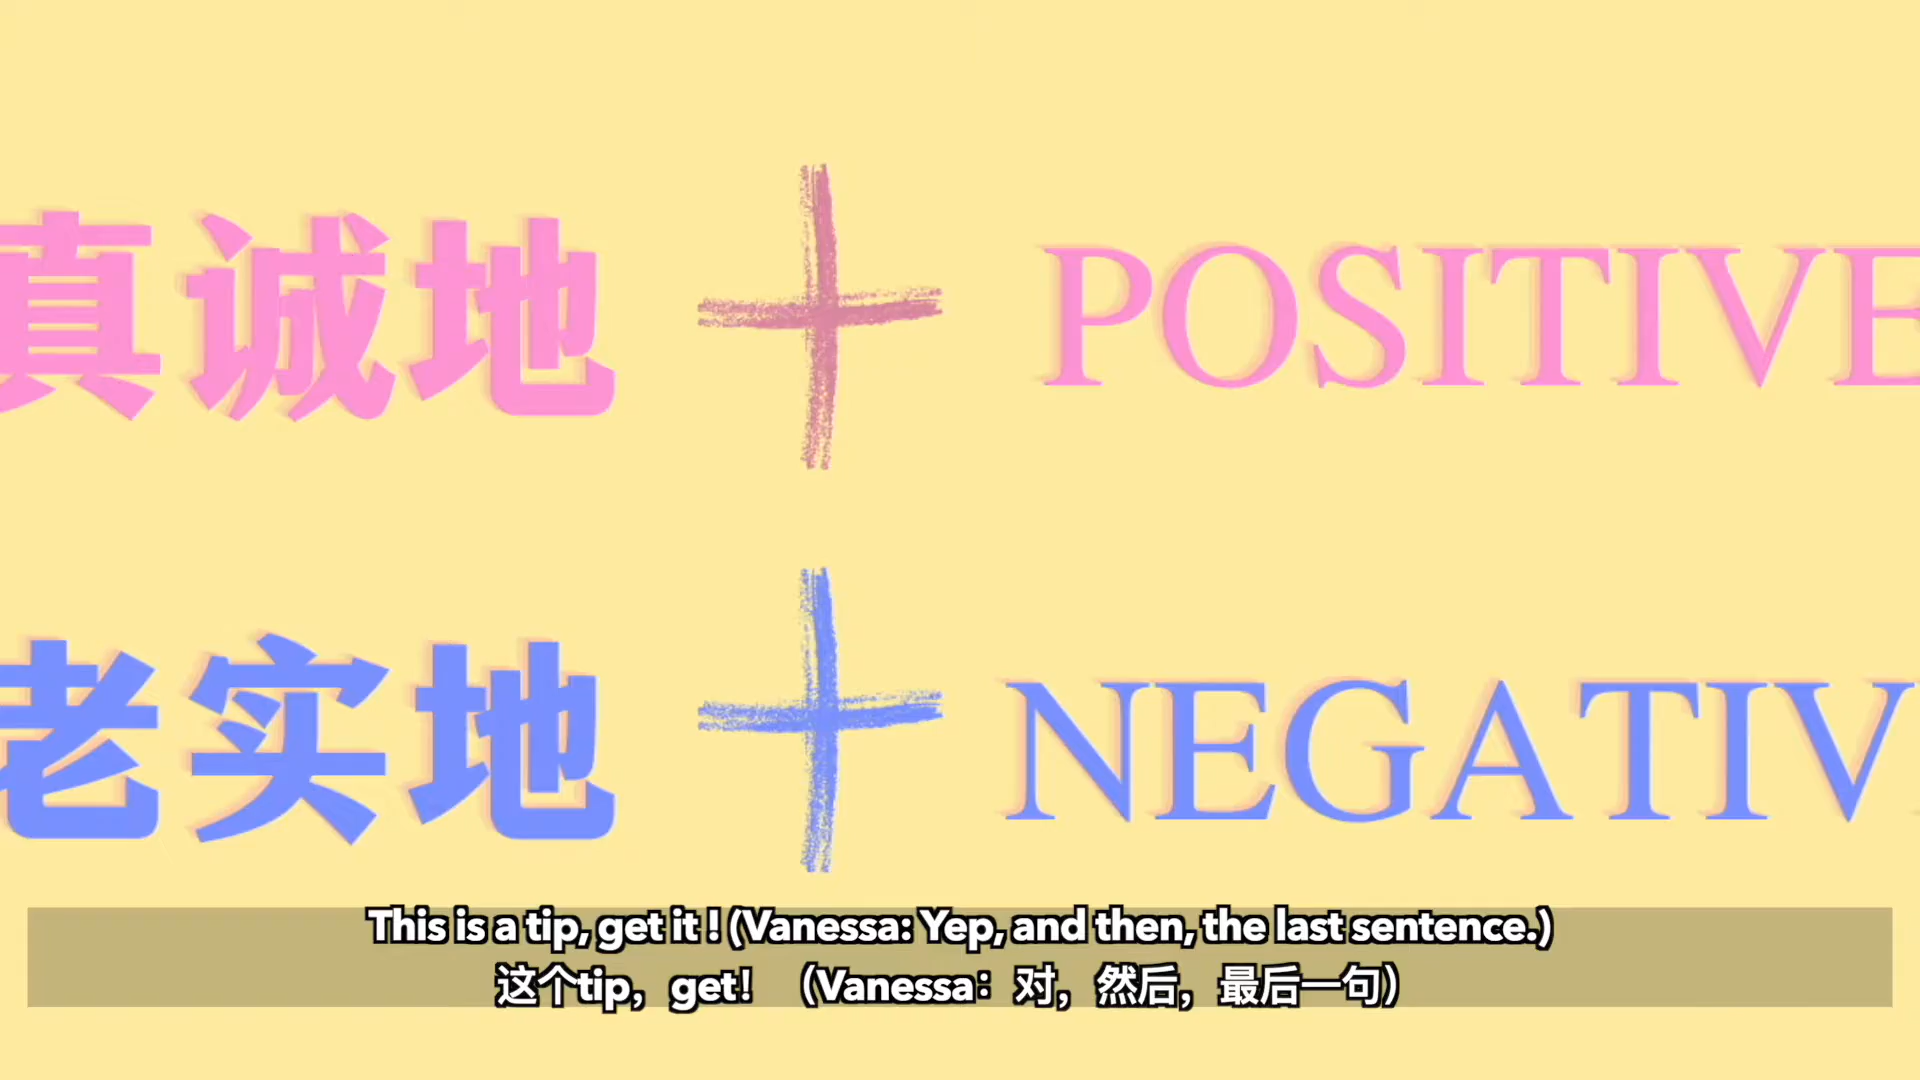 真诚地 + POSITIVE
老实地 + NEGATIV
This is a tip, get it ! (Vanessa: Yep, and then, the last sentence.)
这个tip，get！（Vanessa：对，然后，最后一句）